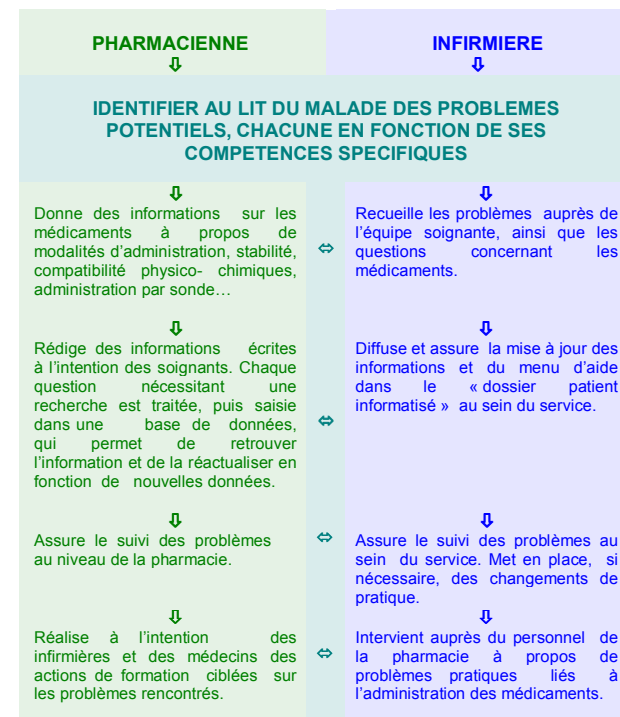 PHARMACIENNE
⇩
INFIRMIERE
⇩
IDENTIFIER AU LIT DU MALADE DES PROBLEMES
POTENTIELS, CHACUNE EN FONCTION DE SES
COMPETENCES SPECIFIQUES
⇩
Donne des informations sur les
médicaments à propos de
modalités d'administration, stabilité,
compatibilité physico- chimiques,
administration par sonde…
⇔
⇩
Recueille les problèmes auprès de
l'équipe soignante, ainsi que les
questions concernant les
médicaments.
⇩
Rédige des informations écrites
à l'intention des soignants. Chaque
question nécessitant une
recherche est traitée, puis saisie
dans une base de données,
qui permet de retrouver
l'information et de la réactualiser en
fonction de nouvelles données.
⇔
⇩
Diffuse et assure la mise à jour des
informations et du menu d'aide
dans le « dossier patient
informatisé » au sein du service.
⇩
Assure le suivi des problèmes
au niveau de la pharmacie.
⇔
⇩
Assure le suivi des problèmes au
sein du service. Met en place, si
nécessaire, des changements de
pratique.
⇩
Réalise à l'intention des
infirmières et des médecins des
actions de formation ciblées sur
les problèmes rencontrés.
⇔
⇩
Intervient auprès du personnel de
la pharmacie à propos de
problèmes pratiques liés à
l'administration des médicaments.